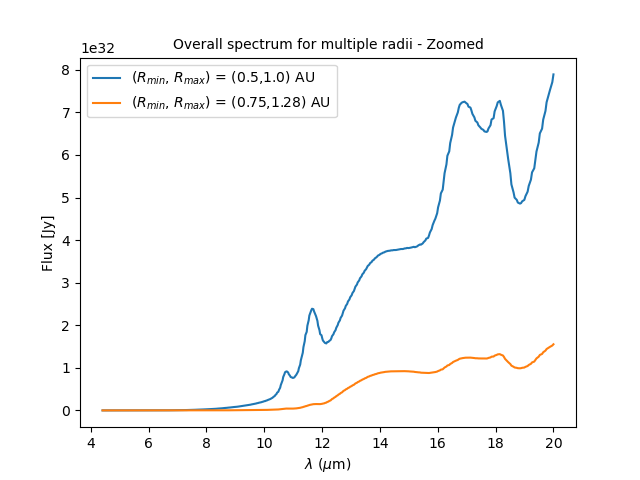 Overall spectrum for multiple radii - Zoomed
1e32
(R_min, R_max) = (0.5,1.0) AU
(R_min, R_max) = (0.75,1.28) AU
8
7
6
5
4
3
2
1
0
Flux [Jy]
4 6 8 10 12 14 16 18 20
λ (μm)